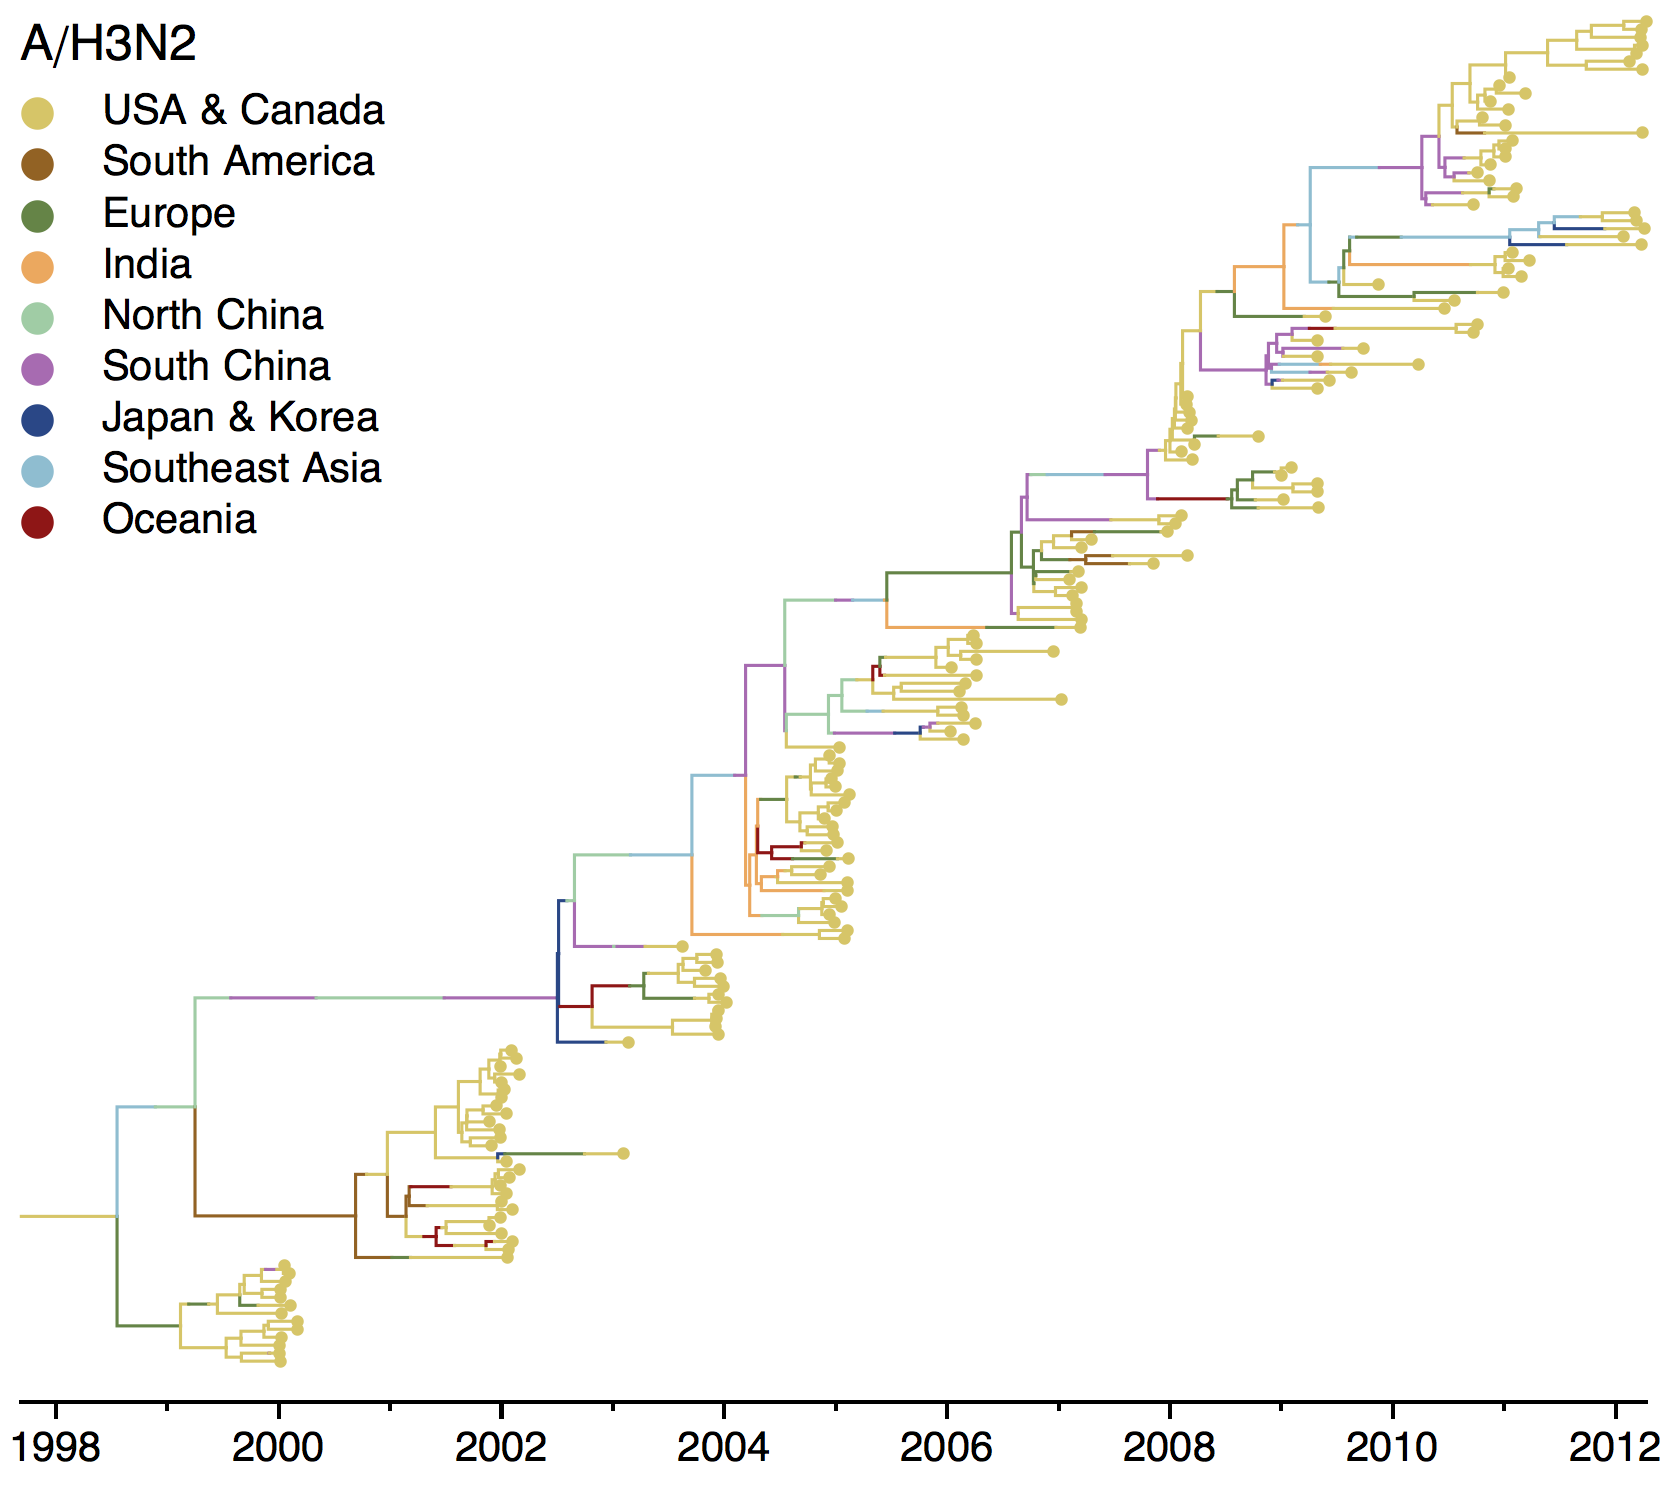 A/H3N2
USA & Canada
South America
Europe
India
North China
South China
Japan & Korea
Southeast Asia
Oceania
1998 2000 2002 2004 2006 2008 2010 2012